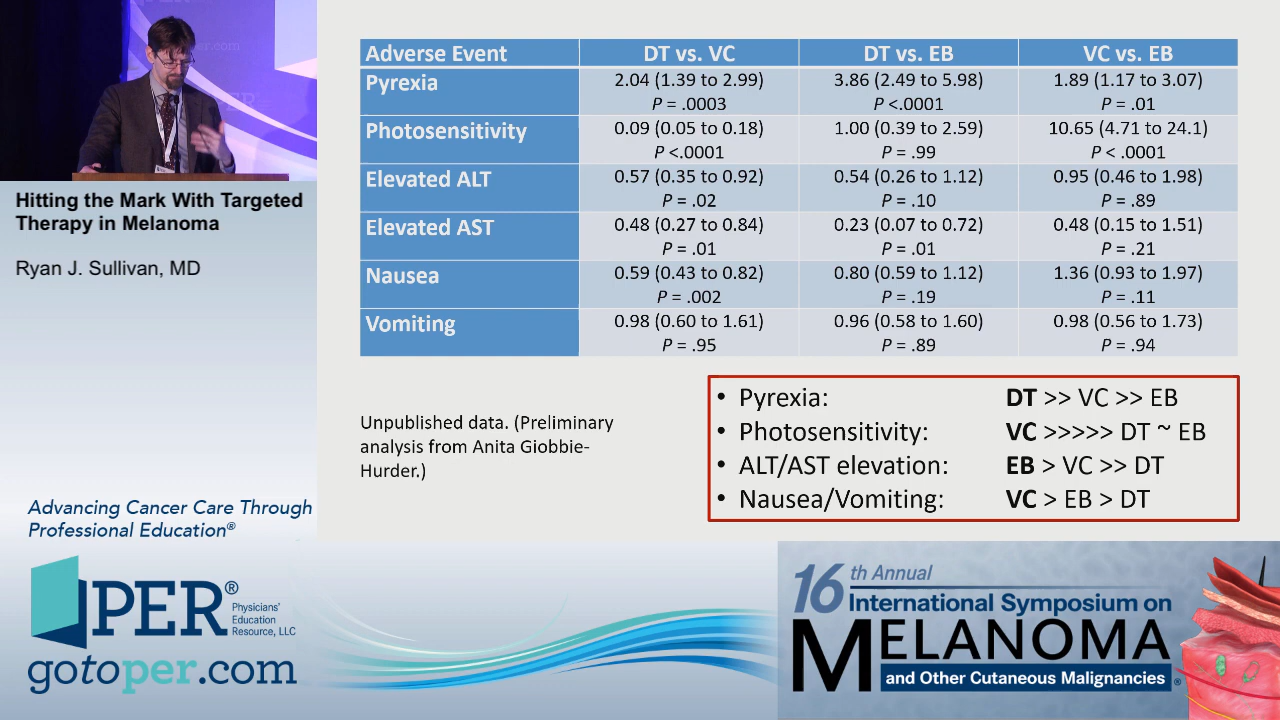 Hitting the Mark With Targeted
Therapy in Melanoma
Ryan J. Sullivan, MD
Adverse Event DT vs. VC DT vs. EB VC vs. EB
Pyrexia 2.04 (1.39 to 2.99) 3.86 (2.49 to 5.98) 1.89 (1.17 to 3.07)
P = .0003 P <.0001 P = .01
Photosensitivity 0.09 (0.05 to 0.18) 1.00 (0.39 to 2.59) 10.65 (4.71 to 24.1)
P <.0001 P = .99 P < .0001
Elevated ALT 0.57 (0.35 to 0.92) 0.54 (0.26 to 1.12) 0.95 (0.46 to 1.98)
P = .02 P = .10 P = .89
Elevated AST 0.48 (0.27 to 0.84) 0.23 (0.07 to 0.72) 0.48 (0.15 to 1.51)
P = .01 P = .01 P = .21
Nausea 0.59 (0.43 to 0.82) 0.80 (0.59 to 1.12) 1.36 (0.93 to 1.97)
P = .002 P = .19 P = .11
Vomiting 0.98 (0.60 to 1.61) 0.96 (0.58 to 1.60) 0.98 (0.56 to 1.73)
P = .95 P = .89 P = .94
Unpublished data. (Preliminary
analysis from Anita Giobbie-
Hurder.)
• Pyrexia: DT >> VC >> EB
• Photosensitivity: VC >>>>> DT ~ EB
• ALT/AST elevation: EB > VC >> DT
• Nausea/Vomiting: VC > EB > DT
Advancing Cancer Care Through
Professional Education®
PER®
Physicians'
Education
Resource, LLC
gotoper.com
16th Annual
International Symposium on
MELANOMA
and Other Cutaneous Malignancies®